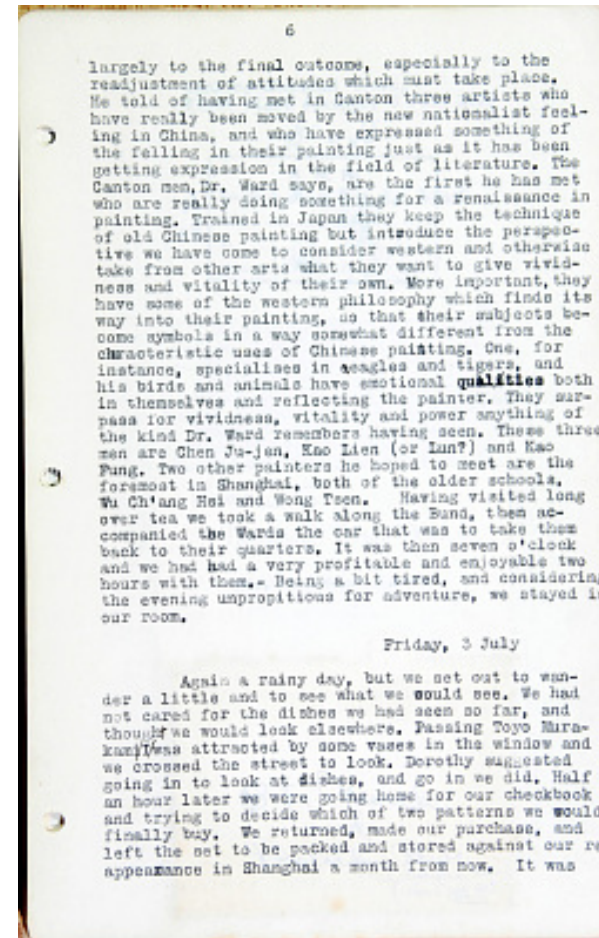 6
largely to the final outcome, especially to the
readjustment of attitudes which must take place.
He told of having met in Canton three artists who
have really been moved by the new nationalist feel-
ing in China, and who have expressed something of
the felling in their painting just as it has been
getting expression in the field of literature. The
Canton men, Dr. Ward says, are the first he has met
who are really doing something for a renaissance in
painting. Trained in Japan they keep the technique
of old Chinese painting but introduce the perspec-
tive we have come to consider western and otherwise
take from other arts what they want to give vivid-
ness and vitality of their own. More important, they
have some of the western philosophy which finds its
way into their painting, so that their subjects be-
come symbols in a way somewhat different from the
characteristic uses of Chinese painting. One, for
instance, specialises in eagles and tigers, and
his birds and animals have emotional qualities both
in themselves and reflecting the painter. They sur-
pass for vividness, vitality and power anything of
the kind Dr. Ward remembers having seen. These three
men are Chen Ju-jen, Kao Lien (or Lun?) and Kao
Fung. Two other painters he hoped to meet are the
foremost in Shanghai, both of the older schools,
Wu Ch'ang Hsi and Wong Tsen. Having visited long
over tea we took a walk along the Bund, then ac-
companied the Wards the car that was to take them
back to their quarters. It was then seven o'clock
and we had had a very profitable and enjoyable two
hours with them.- Being a bit tired, and considering
the evening unpropitious for adventure, we stayed in
our room.
Friday, 3 July
Again a rainy day, but we set out to wan-
der a little and to see what we could see. We had
not cared for the dishes we had seen so far, and
thought we would look elsewhere. Passing Toyo Mura-
kami I was attracted by some vases in the window and
we crossed the street to look. Dorothy suggested
going in to look at dishes, and go in we did. Half
an hour later we were going home for our checkbook
and trying to decide which of two patterns we would
finally buy. We returned, made our purchase, and
left the set to be packed and stored against our re
appearance in Shanghai a month from now. It was